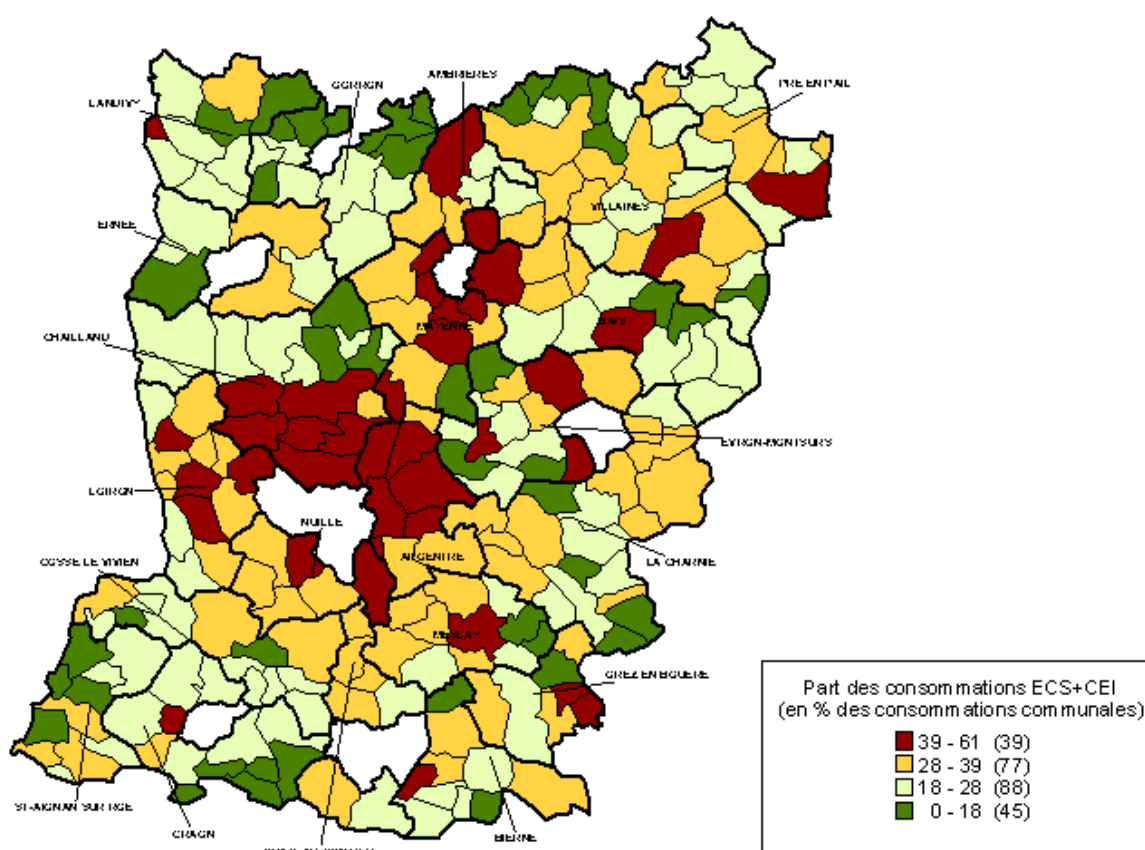 AMBRIERES
GORRON
PRE EN PAIL
LANDIVY
VILLAINES
ERNEE
BAIS
MAYENNE
CHAILLAND
EVRON-MONTSURS
LOIRON
NUILLE
ARGENTRE
LA CHARNIE
COSSE LE VIVIEN
MESLAY
GREZ EN BOUERE
ST-AIGNAN SUR ROE
CRAON
BIERNE
Part des consommations ECS+CEI
(en % des consommations communales)
39 - 61 (39)
28 - 39 (77)
18 - 28 (88)
0 - 18 (45)